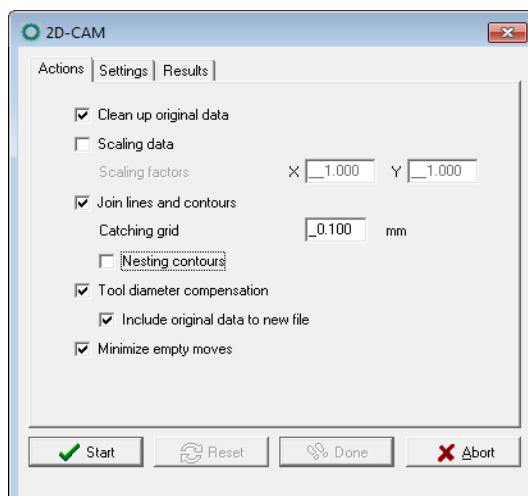 2D-CAM
Actions Settings Results
Clean up original data
Scaling data
Scaling factors X __1.000 Y __1.000
Join lines and contours
Catching grid _0.100 mm
Nesting contours
Tool diameter compensation
Include original data to new file
Minimize empty moves
Start Reset Done Abort